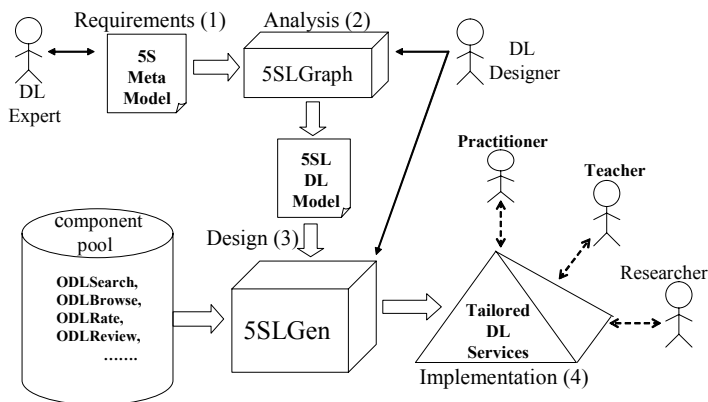 Requirements (1)
Analysis (2)
5S
Meta
Model
5SLGraph
DL
Expert
DL
Designer
5SL
DL
Model
Practitioner
Teacher
component
pool
Design (3)
Researcher
ODLSearch,
ODLBrowse,
ODLRate,
ODLReview,
.......
5SLGen
Tailored
DL
Services
Implementation (4)